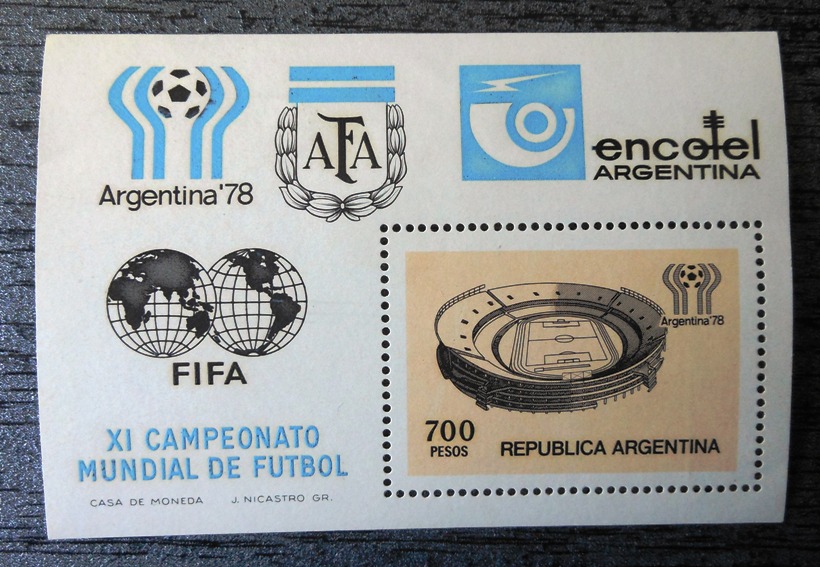 Argentina'78
AFA
encotel
ARGENTINA
FIFA
XI CAMPEONATO
MUNDIAL DE FUTBOL
CASA DE MONEDA J. NICASTRO GR.
Argentina'78
700
PESOS
REPUBLICA ARGENTINA